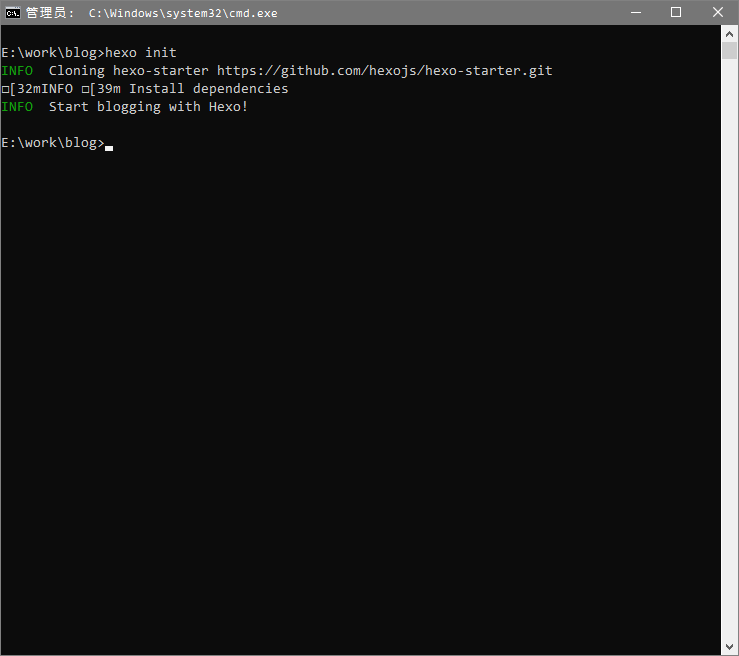 管理员: C:\Windows\system32\cmd.exe
E:\work\blog>hexo init
INFO  Cloning hexo-starter https://github.com/hexojs/hexo-starter.git
□[32mINFO □[39m Install dependencies
INFO  Start blogging with Hexo!
E:\work\blog>